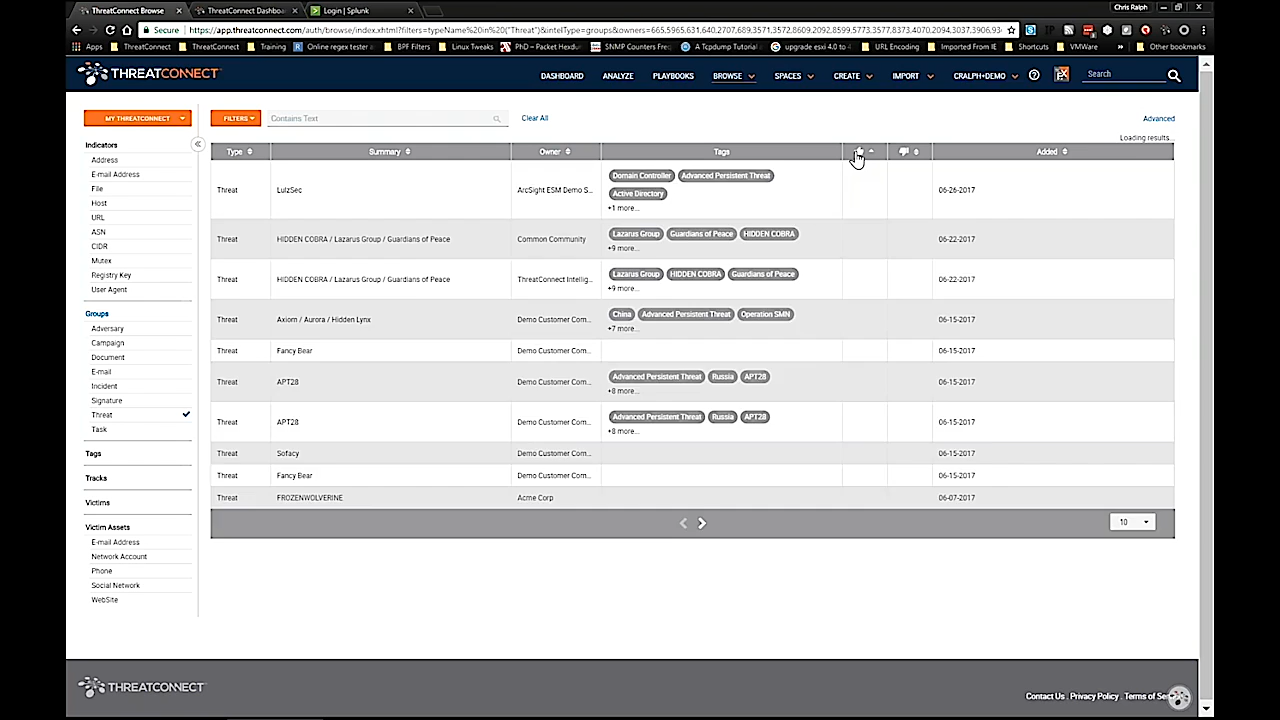 Chris Ralph
ThreatConnect Browse
ThreatConnect Dashbo
Login | Splunk
Secure
https://app.threatconnect.com/auth/browse/index.xhtml?filters=typeName%20in%20("Threat")&intelType=groups&owners=665,5965,631,640,2707,689,3571,3572,8609,2092,8599,5773,3577,8373,4070,2094,3037,3906,93
Apps ThreatConnect ThreatConnect Training Online regex tester BPF Filters Linux Tweaks PhD – Packet Hexdu SNMP Counters Freq A Tcpdump Tutorial upgrade esxi 4.0 to 4 URL Encoding Imported From IE Shortcuts VMWare » Other bookmarks
THREATCONNECT DASHBOARD ANALYZE PLAYBOOKS BROWSE SPACES CREATE IMPORT CRALPH+DEMO Search
MY THREATCONNECT
FILTERS Contains Text Clear All Advanced
Loading results...
Indicators
Address
E-mail Address
File
Host
URL
ASN
CIDR
Mutex
Registry Key
User Agent
Groups
Adversary
Campaign
Document
E-mail
Incident
Signature
Threat
Task
Tags
Tracks
Victims
Victim Assets
E-mail Address
Network Account
Phone
Social Network
WebSite
Type Summary Owner Tags Added
Threat LulzSec ArcSight ESM Demo S... Domain Controller Advanced Persistent Threat 06-26-2017
Active Directory
+1 more...
Threat HIDDEN COBRA / Lazarus Group / Guardians of Peace Common Community Lazarus Group Guardians of Peace HIDDEN COBRA 06-22-2017
+9 more...
Threat HIDDEN COBRA / Lazarus Group / Guardians of Peace ThreatConnect Intellig... Lazarus Group HIDDEN COBRA Guardians of Peace 06-22-2017
+9 more...
Threat Axiom / Aurora / Hidden Lynx Demo Customer Com... China Advanced Persistent Threat Operation SMN 06-15-2017
+7 more...
Threat Fancy Bear Demo Customer Com... 06-15-2017
Threat APT28 Demo Customer Com... Advanced Persistent Threat Russia APT28 06-15-2017
+8 more...
Threat APT28 Demo Customer Com... Advanced Persistent Threat Russia APT28 06-15-2017
+8 more...
Threat Sofacy Demo Customer Com... 06-15-2017
Threat Fancy Bear Demo Customer Com... 06-15-2017
Threat FROZENWOLVERINE Acme Corp 06-07-2017
10
THREATCONNECT
Contact Us Privacy Policy Terms of